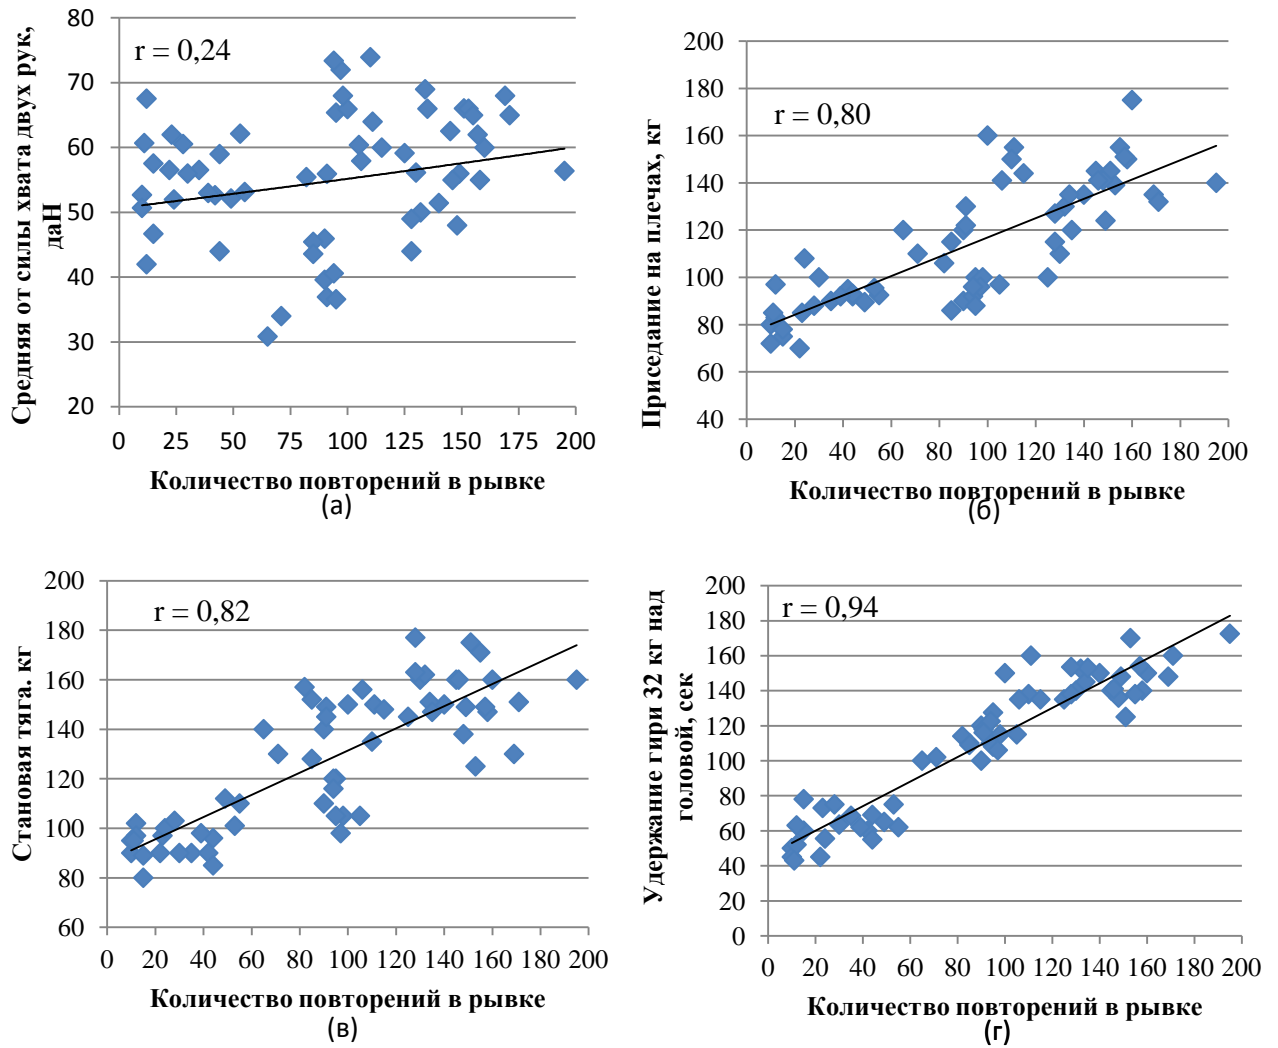 Средняя от силы хвата двух рук,
даН
r = 0,24
80
70
60
50
40
30
20
0 25 50 75 100 125 150 175 200
Количество повторений в рывке
(а)
Приседание на плечах, кг
r = 0,80
200
180
160
140
120
100
80
60
40
0 20 40 60 80 100 120 140 160 180 200
Количество повторений в рывке
(б)
Становая тяга. кг
r = 0,82
200
180
160
140
120
100
80
60
0 20 40 60 80 100 120 140 160 180 200
Количество повторений в рывке
(в)
Удержание гири 32 кг над
головой, сек
r = 0,94
200
180
160
140
120
100
80
60
40
20
0
0 20 40 60 80 100 120 140 160 180 200
Количество повторений в рывке
(г)